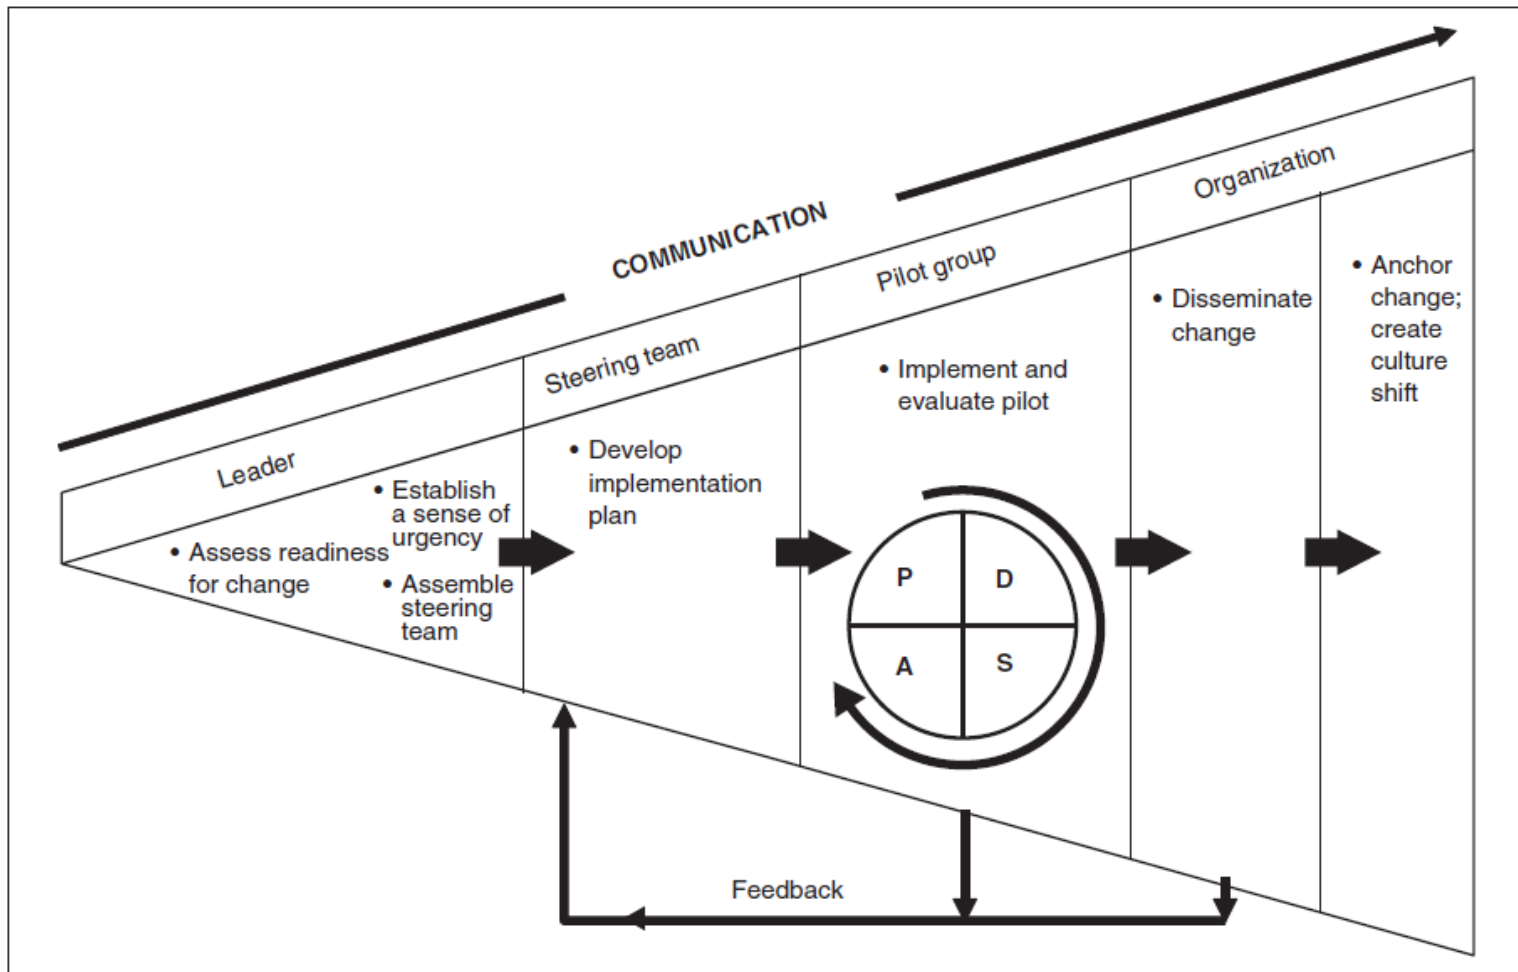 COMMUNICATION
Leader
Steering team
Pilot group
Organization
• Assess readiness
for change
• Establish
a sense of
urgency
• Assemble
steering
team
• Develop
implementation
plan
• Implement and
evaluate pilot
P
D
A
S
• Disseminate
change
• Anchor
change;
create
culture
shift
Feedback